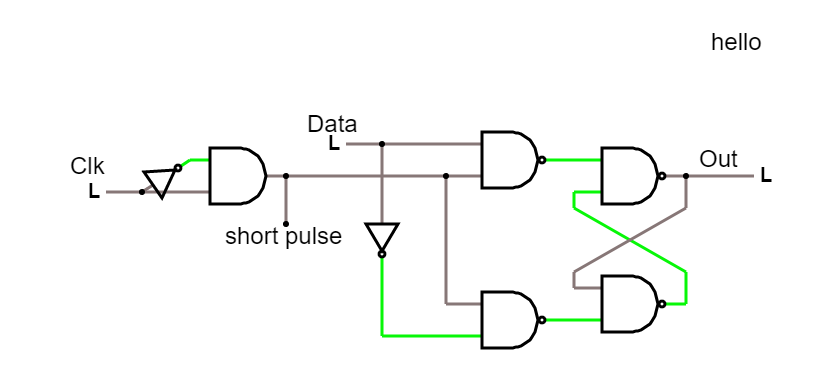 hello
Data
L
Clk
L
short pulse
Out
L